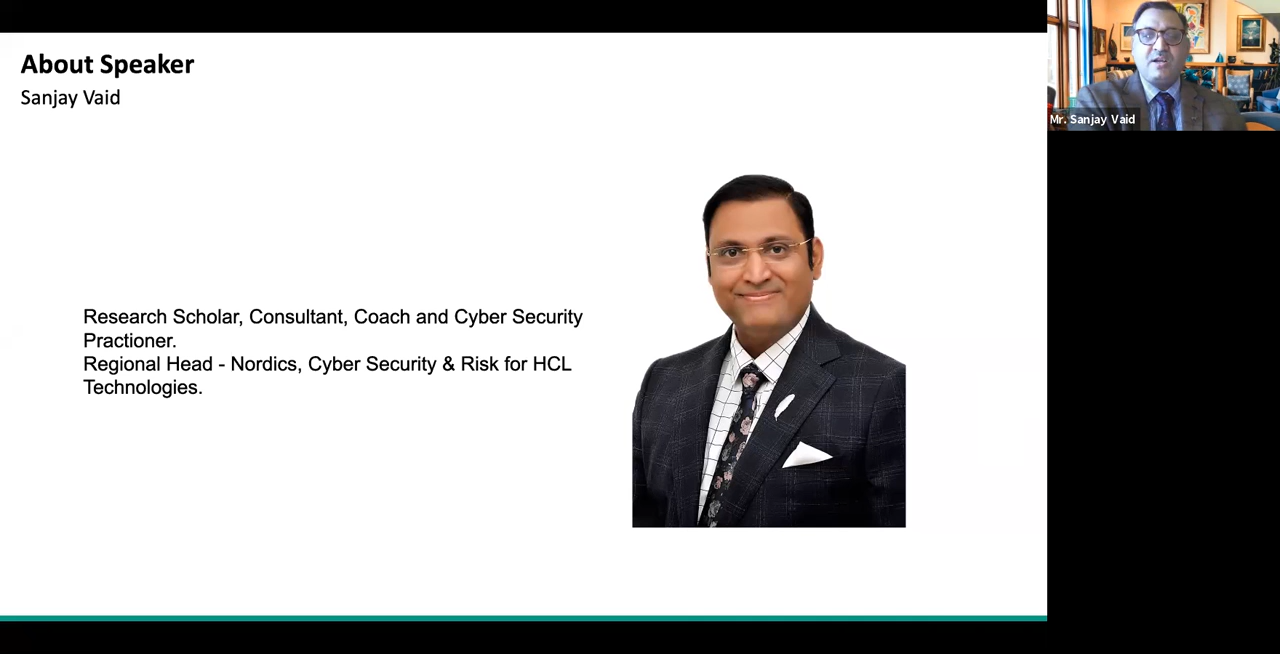 About Speaker
Sanjay Vaid
Mr. Sanjay Vaid
Research Scholar, Consultant, Coach and Cyber Security
Practioner.
Regional Head - Nordics, Cyber Security & Risk for HCL
Technologies.